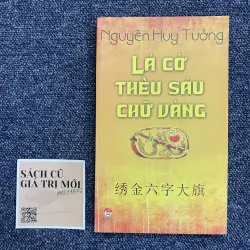 Nguyễn Huy Tưởng
LÁ CỜ
THÊU SÁU
CHỮ VÀNG
绣金六字大旗
SÁCH CŨ
GIÁ TRỊ MỚI